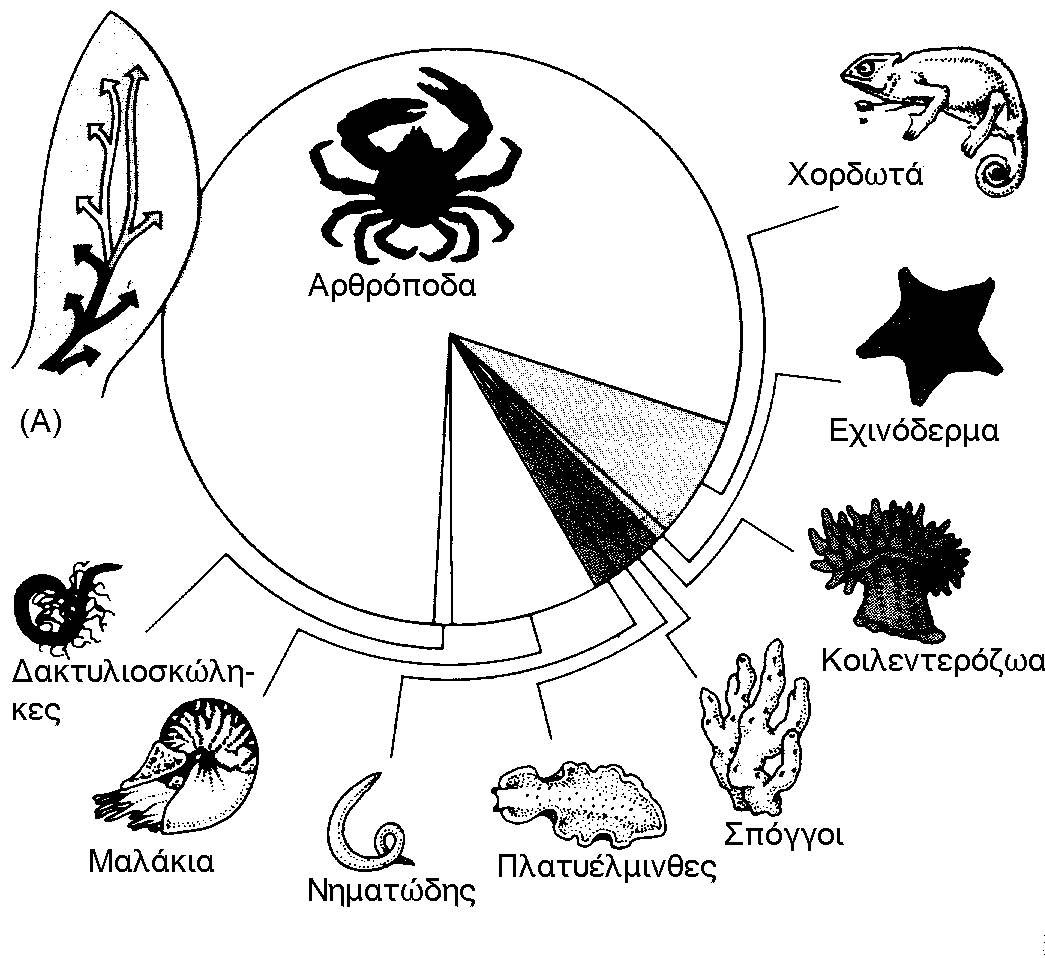 Χορδωτά
Αρθρόποδα
(Α)
Εχινόδερμα
Κοιλεντερόζωα
Δακτυλιοσκώλη-
κες
Σπόγγοι
Μαλάκια
Πλατυέλμινθες
Νηματώδης